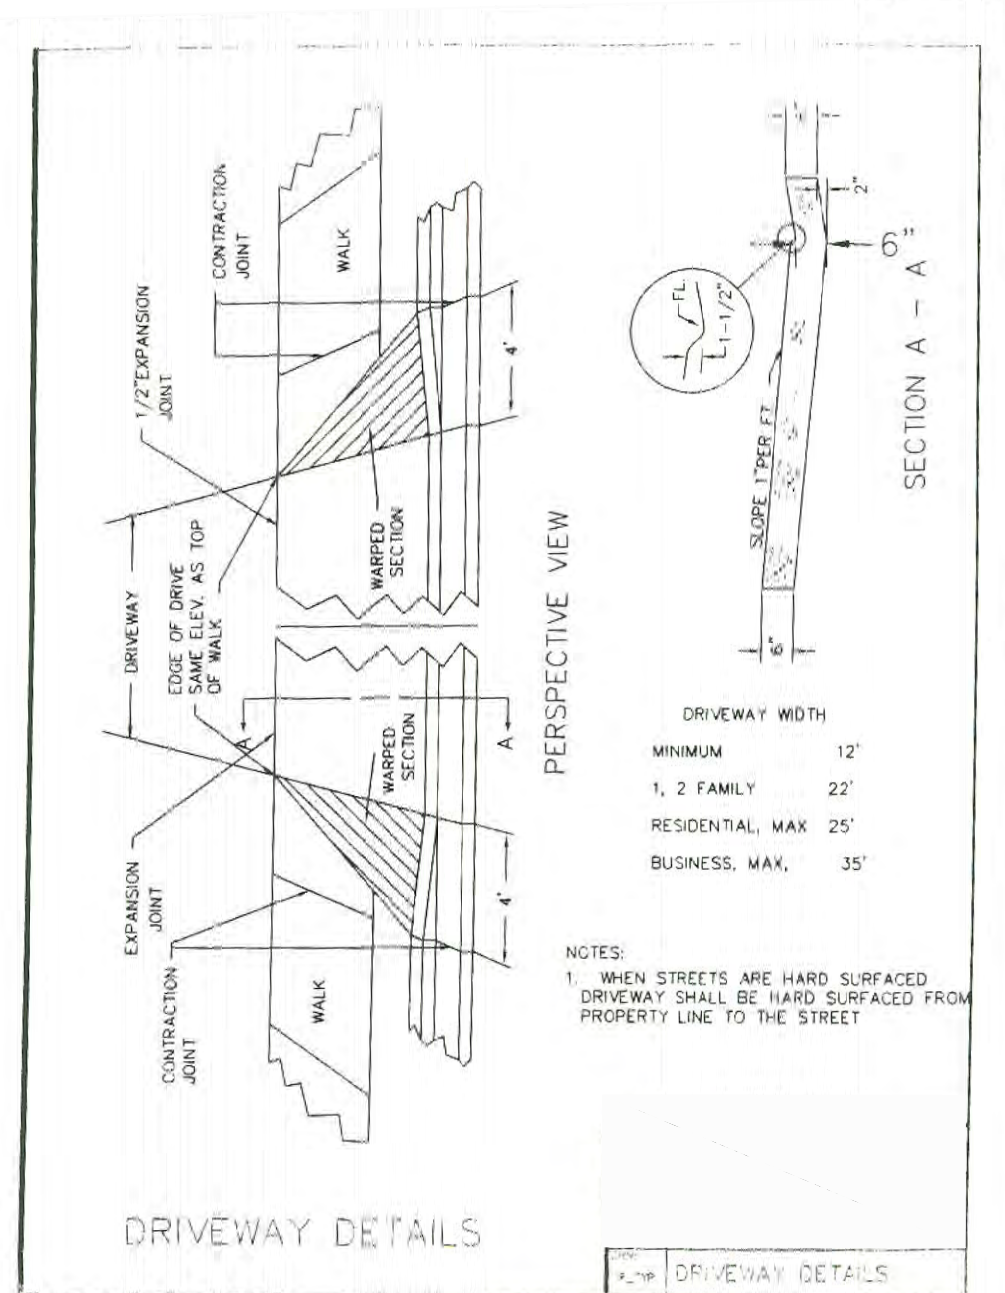 CONTRACTION
JOINT
1/2" EXPANSION
JOINT
DRIVEWAY
EDGE OF DRIVE
SAME ELEV. AS TOP
OF WALK
EXPANSION
JOINT
CONTRACTION
JOINT
WALK
WALK
WARPED
SECTION
WARPED
SECTION
4'
4'
A
A
PERSPECTIVE VIEW
FL.
1-1/2"
SLOPE 1" PER FT
2"
6"
6"
SECTION A - A
DRIVEWAY WIDTH
MINIMUM 12'
1, 2 FAMILY 22'
RESIDENTIAL, MAX 25'
BUSINESS, MAX, 35'
NOTES:
1. WHEN STREETS ARE HARD SURFACED
DRIVEWAY SHALL BE HARD SURFACED FROM
PROPERTY LINE TO THE STREET
DRIVEWAY DETAILS
DRIVEWAY DETAILS